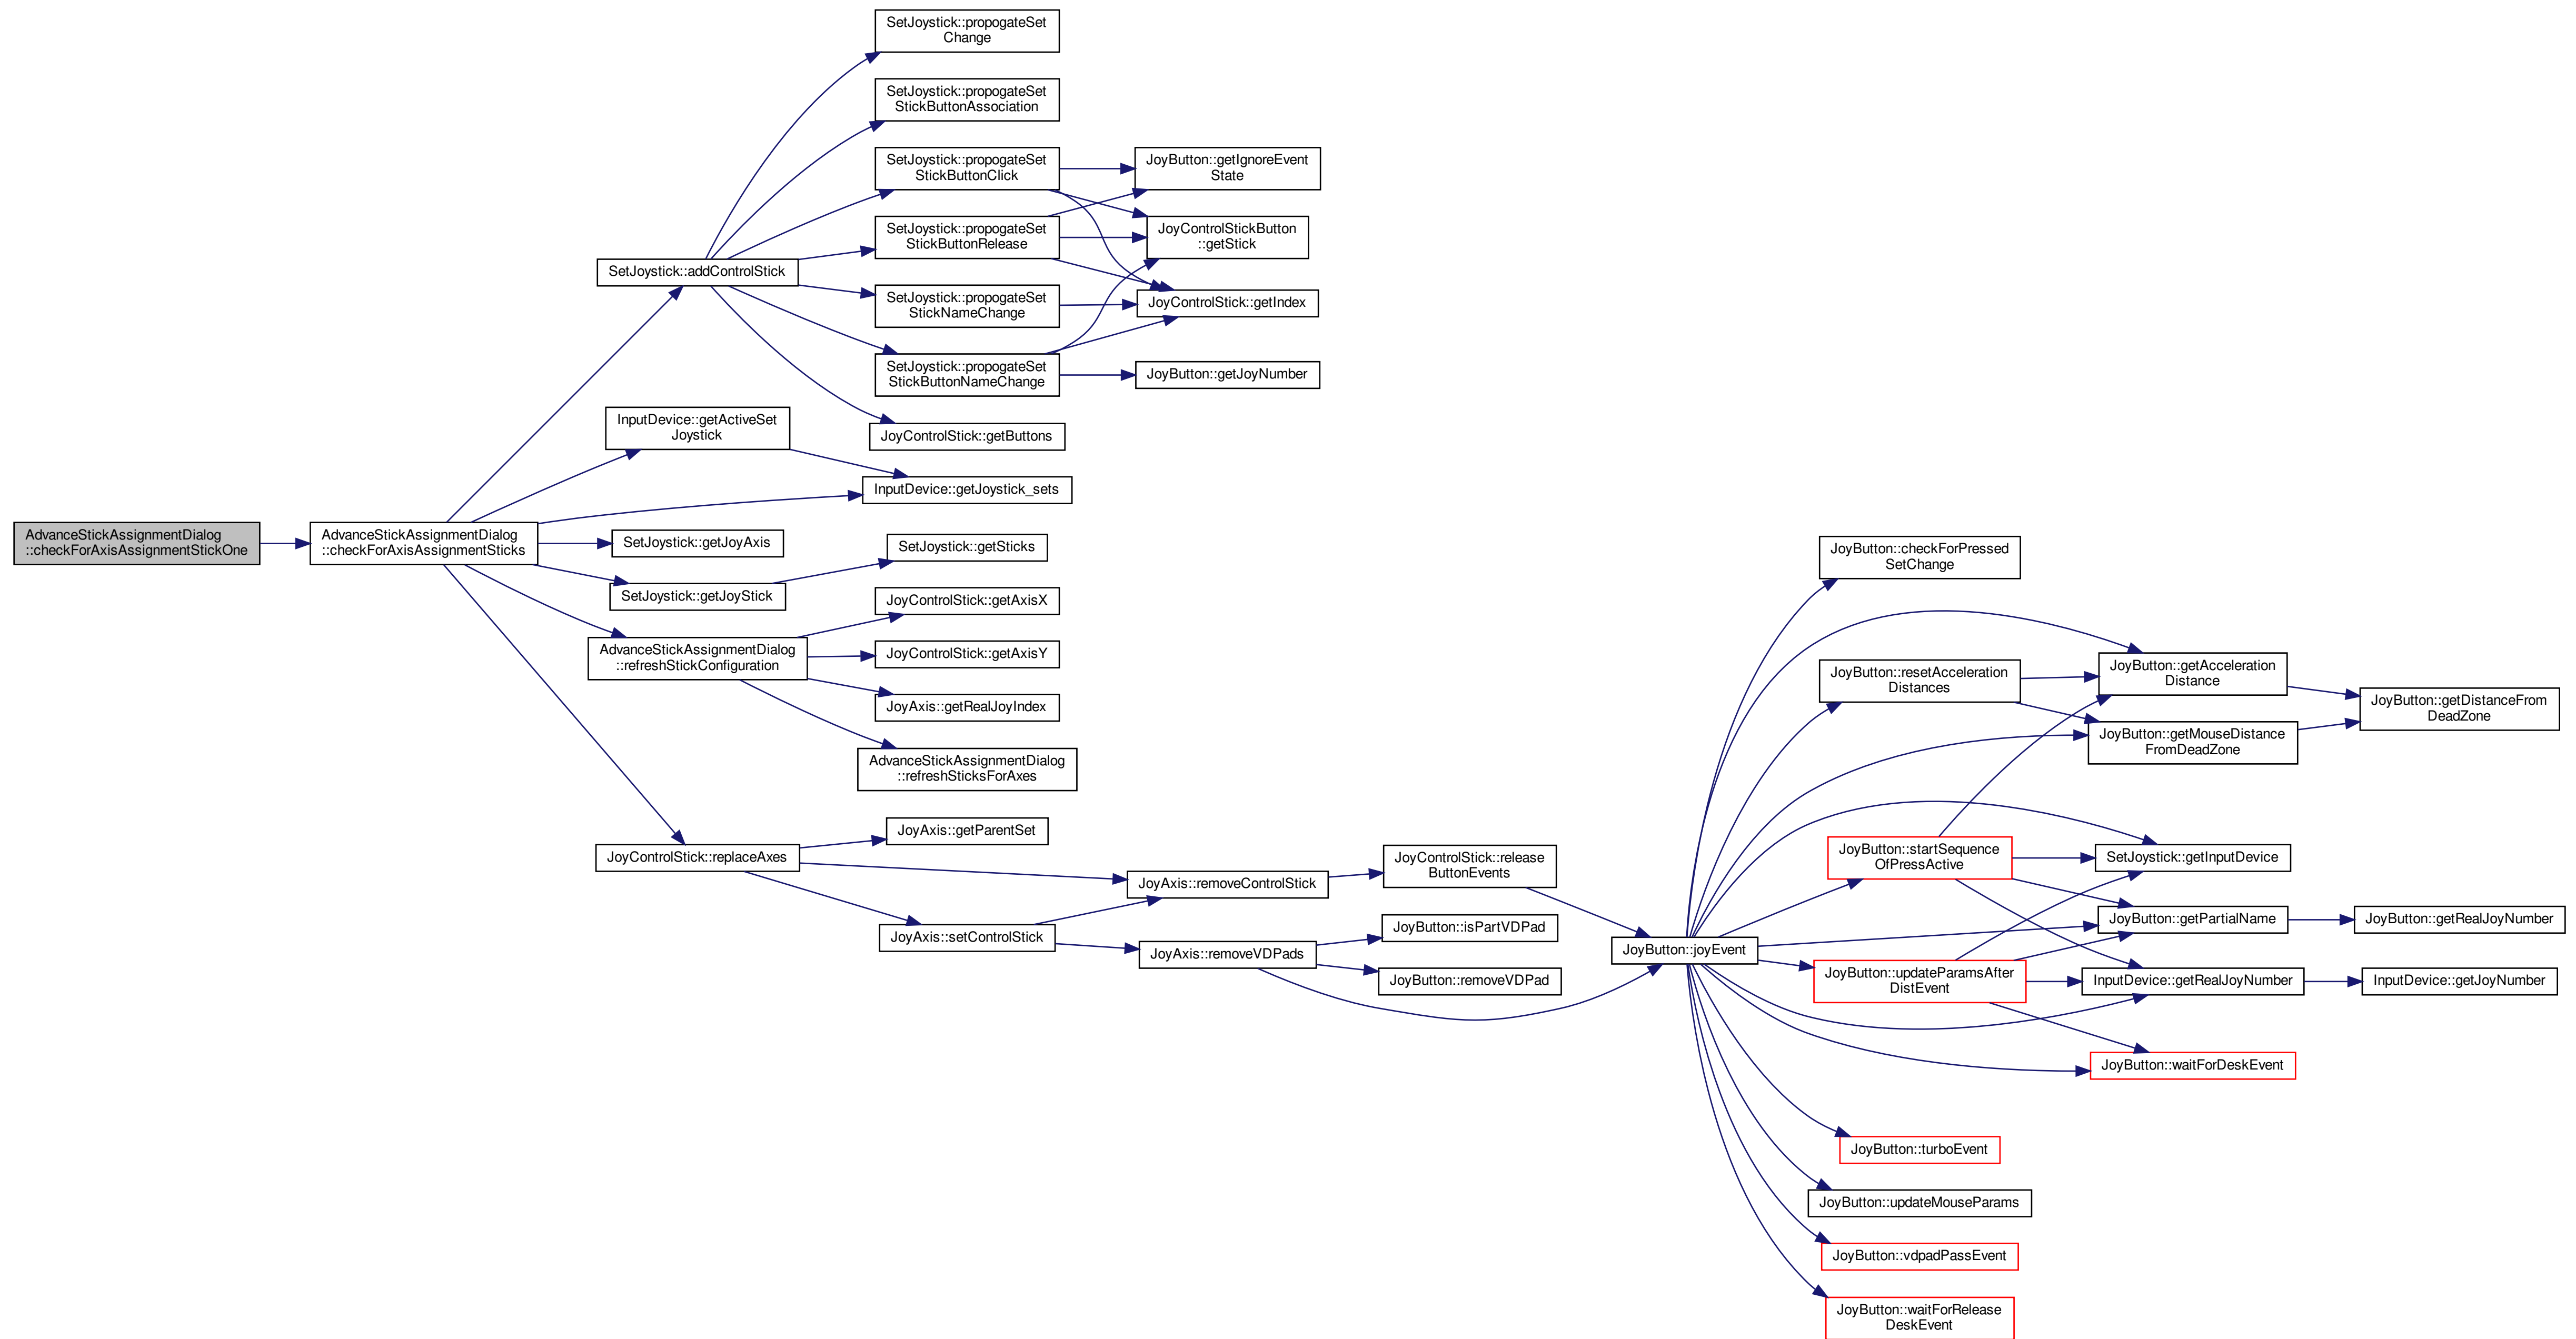 AdvanceStickAssignmentDialog
::checkForAxisAssignmentStickOne
AdvanceStickAssignmentDialog
::checkForAxisAssignmentSticks
SetJoystick::addControlStick
InputDevice::getActiveSet
Joystick
SetJoystick::getJoyAxis
SetJoystick::getJoyStick
AdvanceStickAssignmentDialog
::refreshStickConfiguration
JoyControlStick::replaceAxes
SetJoystick::propogateSet
Change
SetJoystick::propogateSet
StickButtonAssociation
SetJoystick::propogateSet
StickButtonClick
SetJoystick::propogateSet
StickButtonRelease
SetJoystick::propogateSet
StickNameChange
SetJoystick::propogateSet
StickButtonNameChange
JoyControlStick::getButtons
InputDevice::getJoystick_sets
SetJoystick::getSticks
JoyControlStick::getAxisX
JoyControlStick::getAxisY
JoyAxis::getRealJoyIndex
AdvanceStickAssignmentDialog
::refreshSticksForAxes
JoyAxis::getParentSet
JoyAxis::setControlStick
JoyButton::getIgnoreEvent
State
JoyControlStickButton
::getStick
JoyControlStick::getIndex
JoyButton::getJoyNumber
JoyAxis::removeControlStick
JoyAxis::removeVDPads
JoyControlStick::release
ButtonEvents
JoyButton::isPartVDPad
JoyButton::removeVDPad
JoyButton::joyEvent
JoyButton::checkForPressed
SetChange
JoyButton::resetAcceleration
Distances
JoyButton::startSequence
OfPressActive
JoyButton::updateParamsAfter
DistEvent
JoyButton::turboEvent
JoyButton::updateMouseParams
JoyButton::vdpadPassEvent
JoyButton::waitForRelease
DeskEvent
JoyButton::getAcceleration
Distance
JoyButton::getMouseDistance
FromDeadZone
SetJoystick::getInputDevice
JoyButton::getPartialName
InputDevice::getRealJoyNumber
JoyButton::waitForDeskEvent
JoyButton::getDistanceFrom
DeadZone
JoyButton::getRealJoyNumber
InputDevice::getJoyNumber